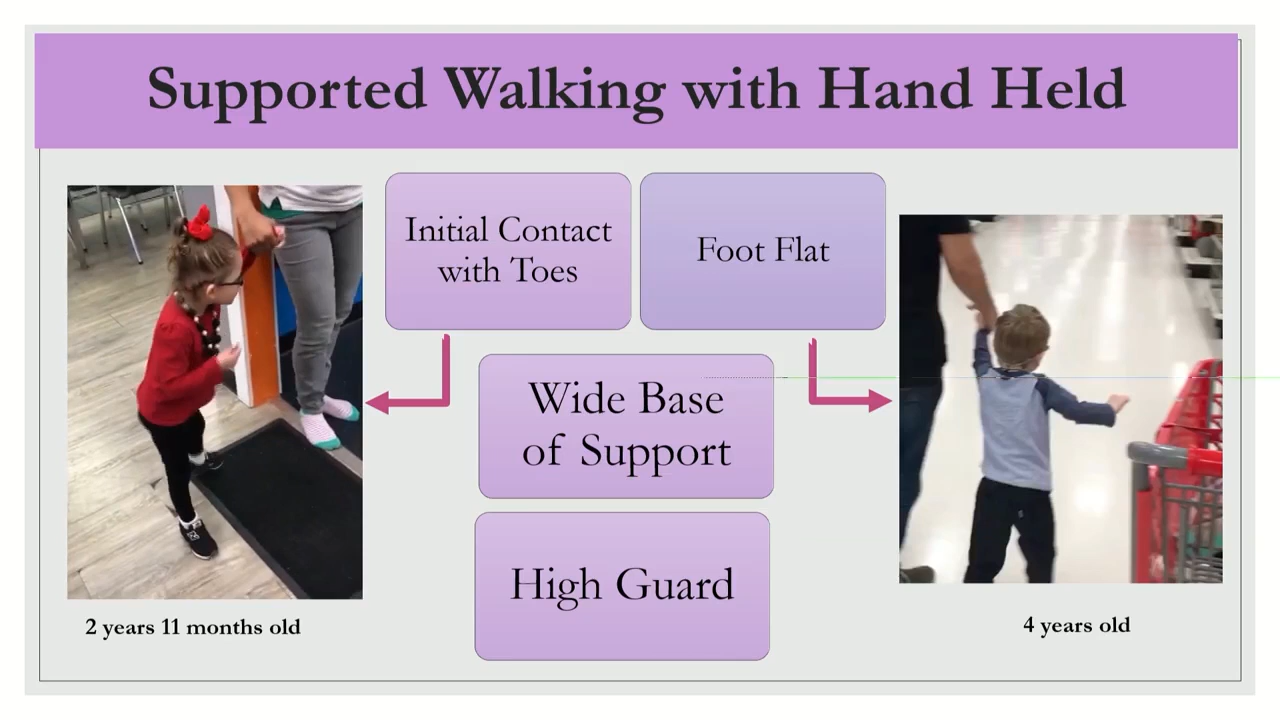 Supported Walking with Hand Held
Initial Contact
with Toes
Foot Flat
Wide Base
of Support
High Guard
2 years 11 months old
4 years old